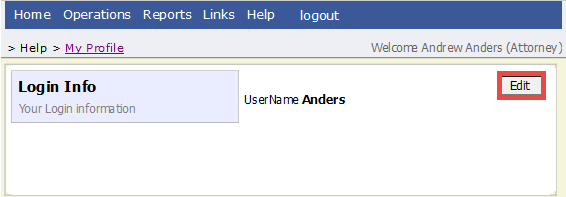 Home Operations Reports Links Help logout
> Help > My Profile Welcome Andrew Anders (Attorney)
Login Info
Your Login information
UserName Anders
Edit